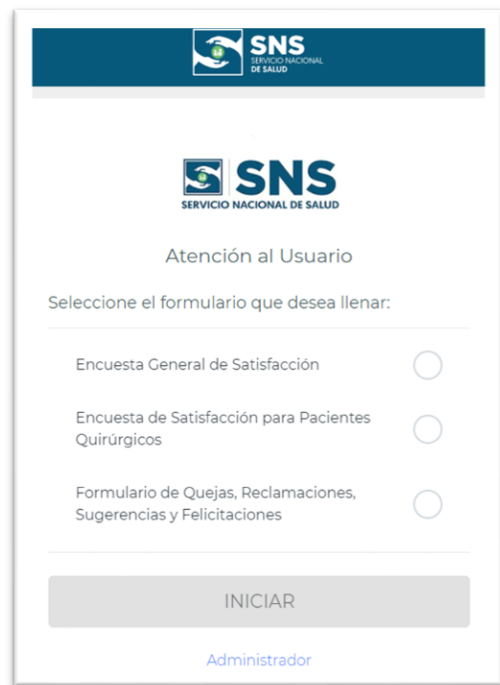 SNS
SERVICIO NACIONAL
DE SALUD
SNS
SERVICIO NACIONAL DE SALUD
Atención al Usuario
Seleccione el formulario que desea llenar:
Encuesta General de Satisfacción
Encuesta de Satisfacción para Pacientes
Quirúrgicos
Formulario de Quejas, Reclamaciones,
Sugerencias y Felicitaciones
INICIAR
Administrador